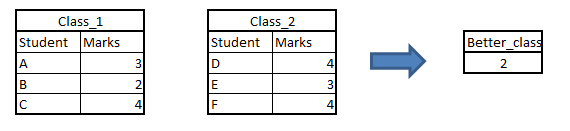 Class_1 Class_2
Student Marks Student Marks Better_class
A 3 D 4 2
B 2 E 3
C 4 F 4